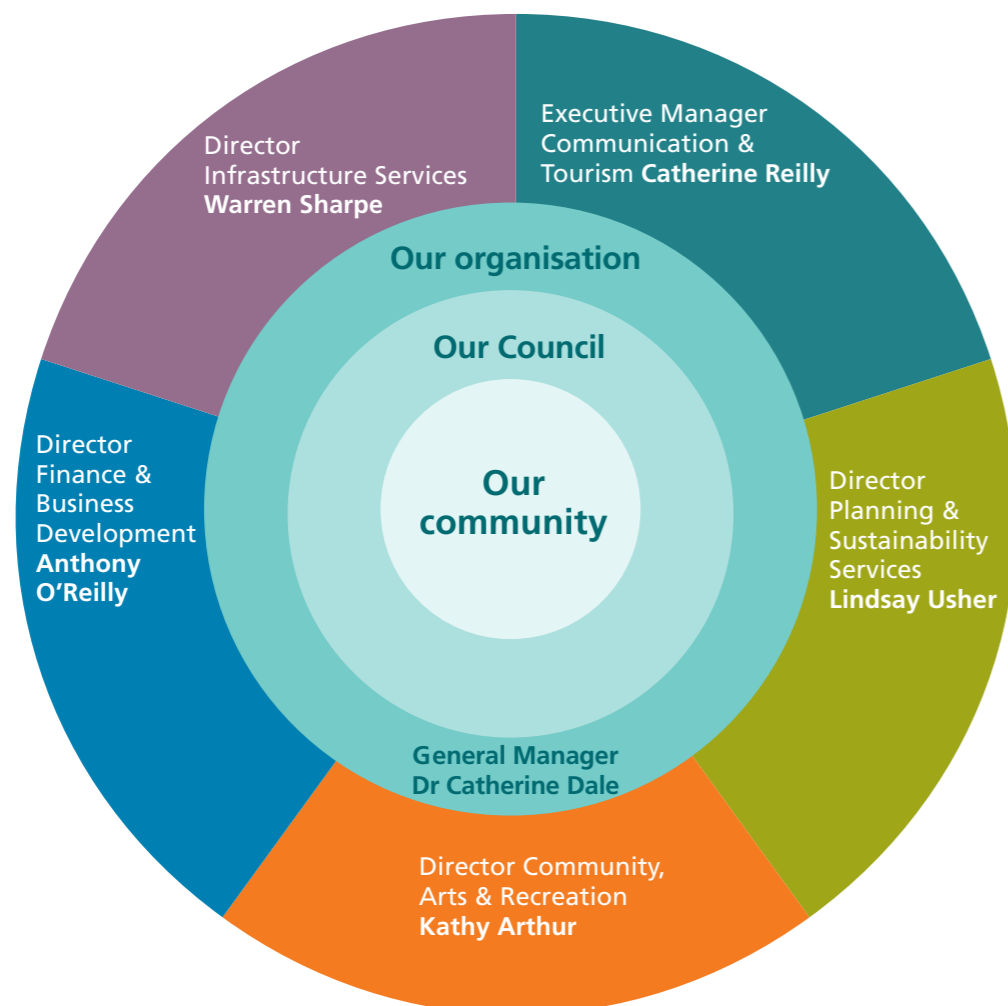 Director
Infrastructure Services
Warren Sharpe
Executive Manager
Communication &
Tourism Catherine Reilly
Our organisation
Our Council
Our
community
Director
Finance &
Business
Development
Anthony
O’Reilly
Director
Planning &
Sustainability
Services
Lindsay Usher
General Manager
Dr Catherine Dale
Director Community,
Arts & Recreation
Kathy Arthur